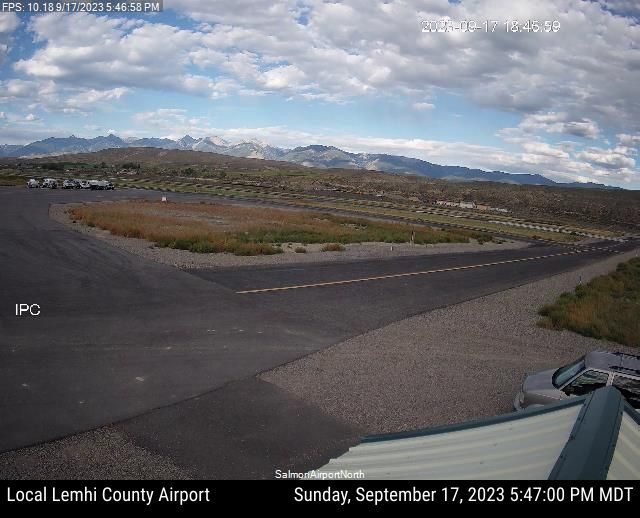 FPS: 10.18 9/17/2023 5:46:58 PM
2023-09-17 18:46:59
IPC
SalmonAirportNorth
Local Lemhi County Airport
Sunday, September 17, 2023 5:47:00 PM MDT